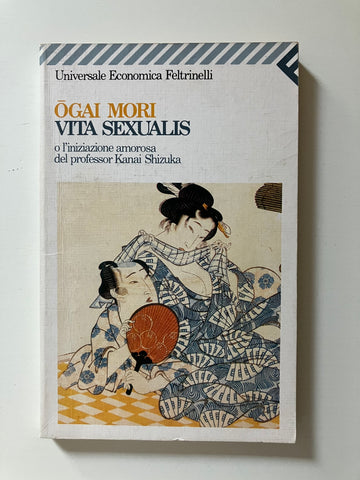 Universale Economica Feltrinelli
ŌGAI MORI
VITA SEXUALIS
o l'iniziazione amorosa
del professor Kanai Shizuka